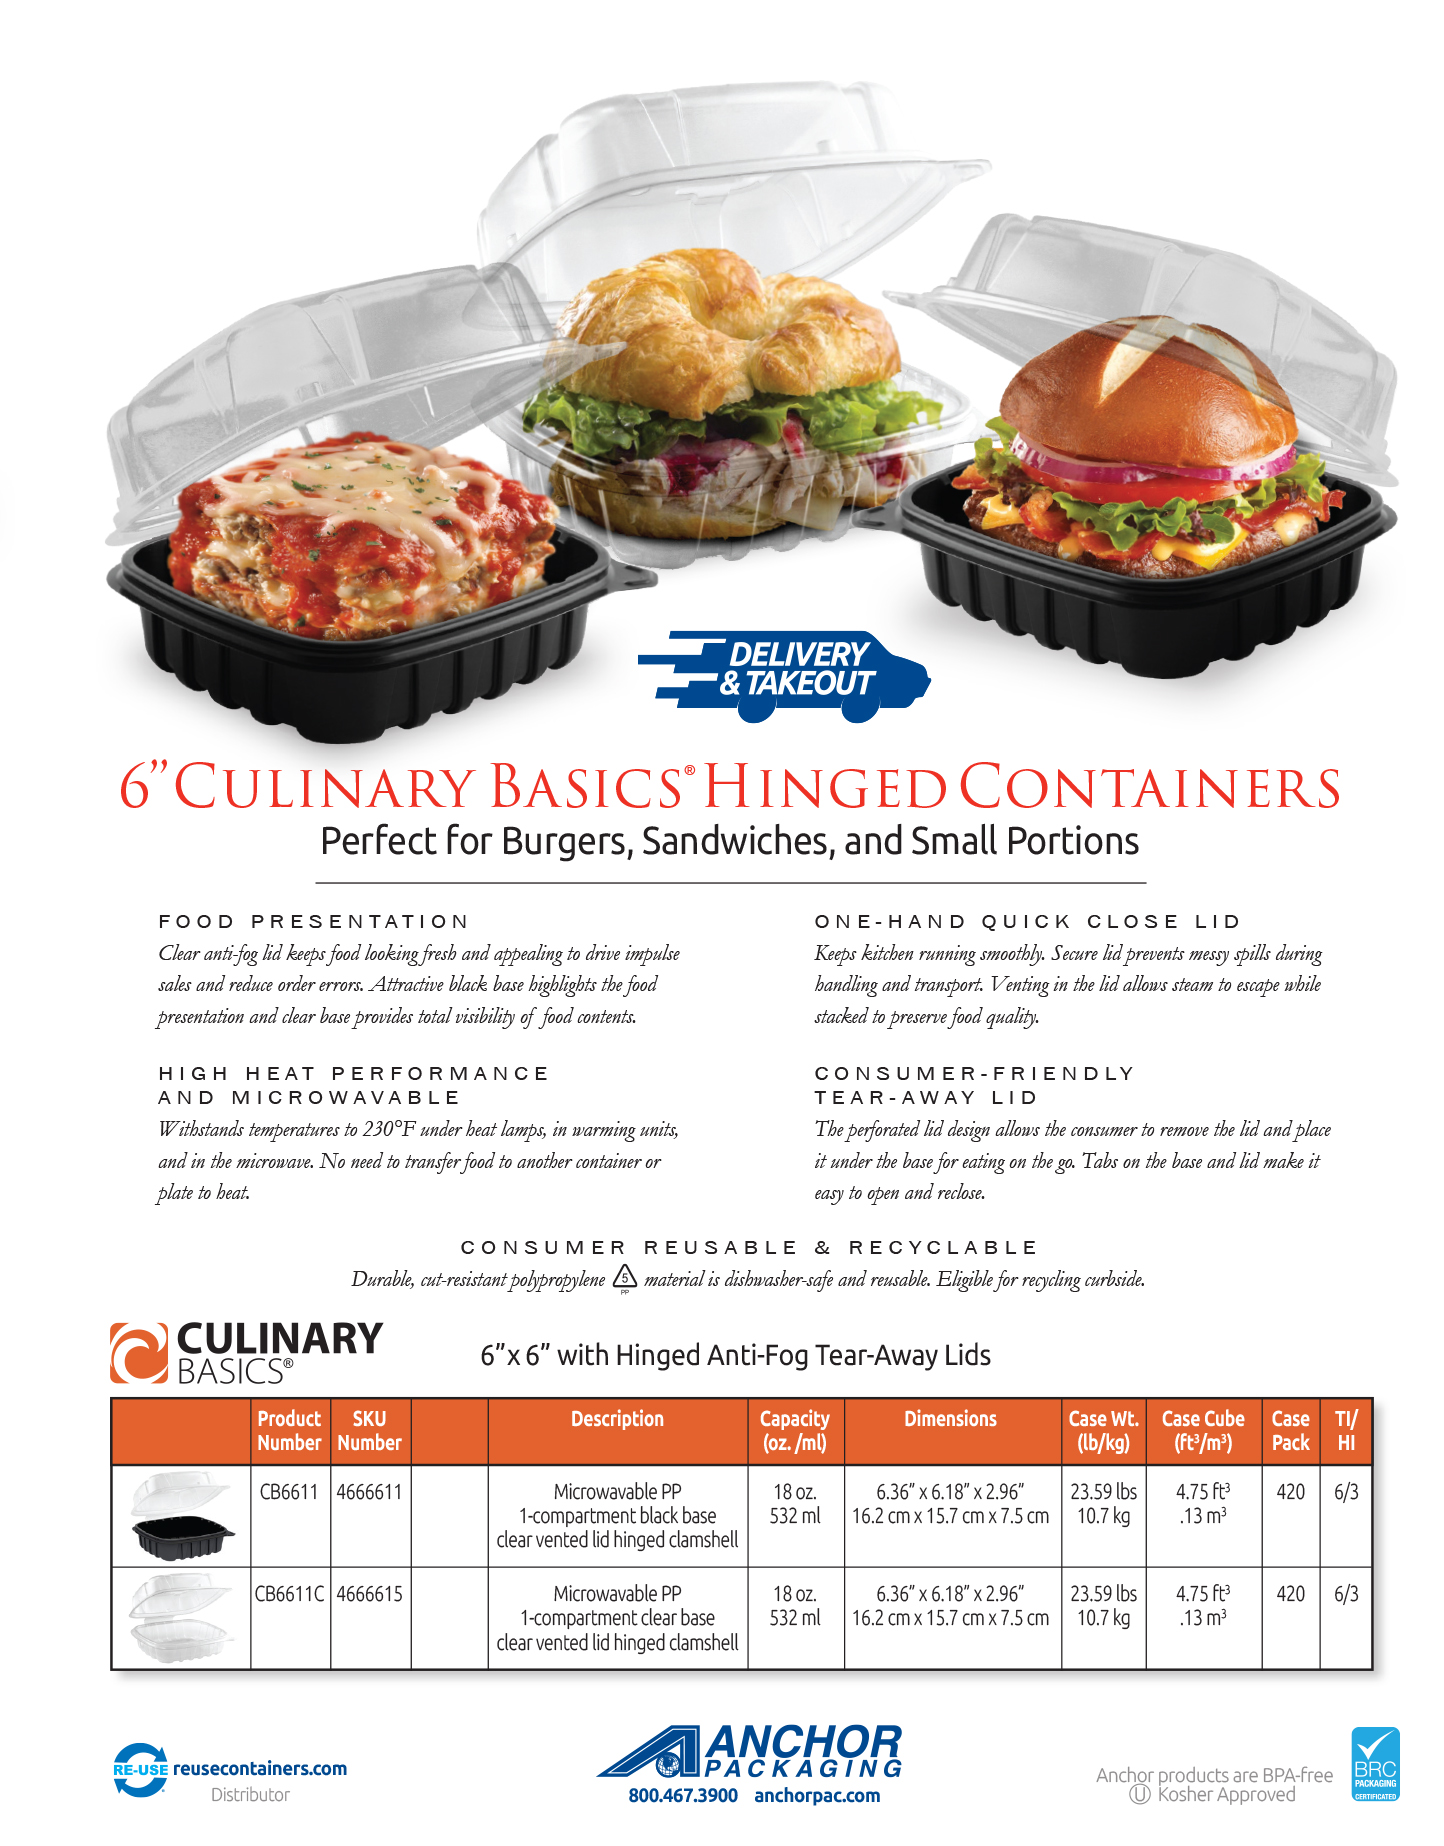 DELIVERY
& TAKEOUT
6” CULINARY BASICS® HINGED CONTAINERS
Perfect for Burgers, Sandwiches, and Small Portions
FOOD PRESENTATION
Clear anti-fog lid keeps food looking fresh and appealing to drive impulse
sales and reduce order errors. Attractive black base highlights the food
presentation and clear base provides total visibility of food contents.
ONE-HAND QUICK CLOSE LID
Keeps kitchen running smoothly. Secure lid prevents messy spills during
handling and transport. Venting in the lid allows steam to escape while
stacked to preserve food quality.
HIGH HEAT PERFORMANCE
AND MICROWAVABLE
Withstands temperatures to 230°F under heat lamps, in warming units,
and in the microwave. No need to transfer food to another container or
plate to heat.
CONSUMER-FRIENDLY
TEAR-AWAY LID
The perforated lid design allows the consumer to remove the lid and place
it under the base for eating on the go. Tabs on the base and lid make it
easy to open and reclose.
CONSUMER REUSABLE & RECYCLABLE
Durable, cut-resistant polypropylene 5 PP material is dishwasher-safe and reusable. Eligible for recycling curbside.
CULINARY
BASICS®
6”x 6” with Hinged Anti-Fog Tear-Away Lids
Product Number SKU Number Description Capacity (oz. /ml) Dimensions Case Wt. (lb/kg) Case Cube (ft³/m³) Case Pack TI/ HI
CB6611 4666611 Microwavable PP 18 oz. 6.36” x 6.18” x 2.96” 23.59 lbs 4.75 ft³ 420 6/3
1-compartment black base 532 ml 16.2 cm x 15.7 cm x 7.5 cm 10.7 kg .13 m³
clear vented lid hinged clamshell
CB6611C 4666615 Microwavable PP 18 oz. 6.36” x 6.18” x 2.96” 23.59 lbs 4.75 ft³ 420 6/3
1-compartment clear base 532 ml 16.2 cm x 15.7 cm x 7.5 cm 10.7 kg .13 m³
clear vented lid hinged clamshell
RE-USE reusecontainers.com
Distributor
ANCHOR
PACKAGING
800.467.3900 anchorpac.com
Anchor products are BPA-free
U Kosher Approved
BRC
PACKAGING
CERTIFICATED